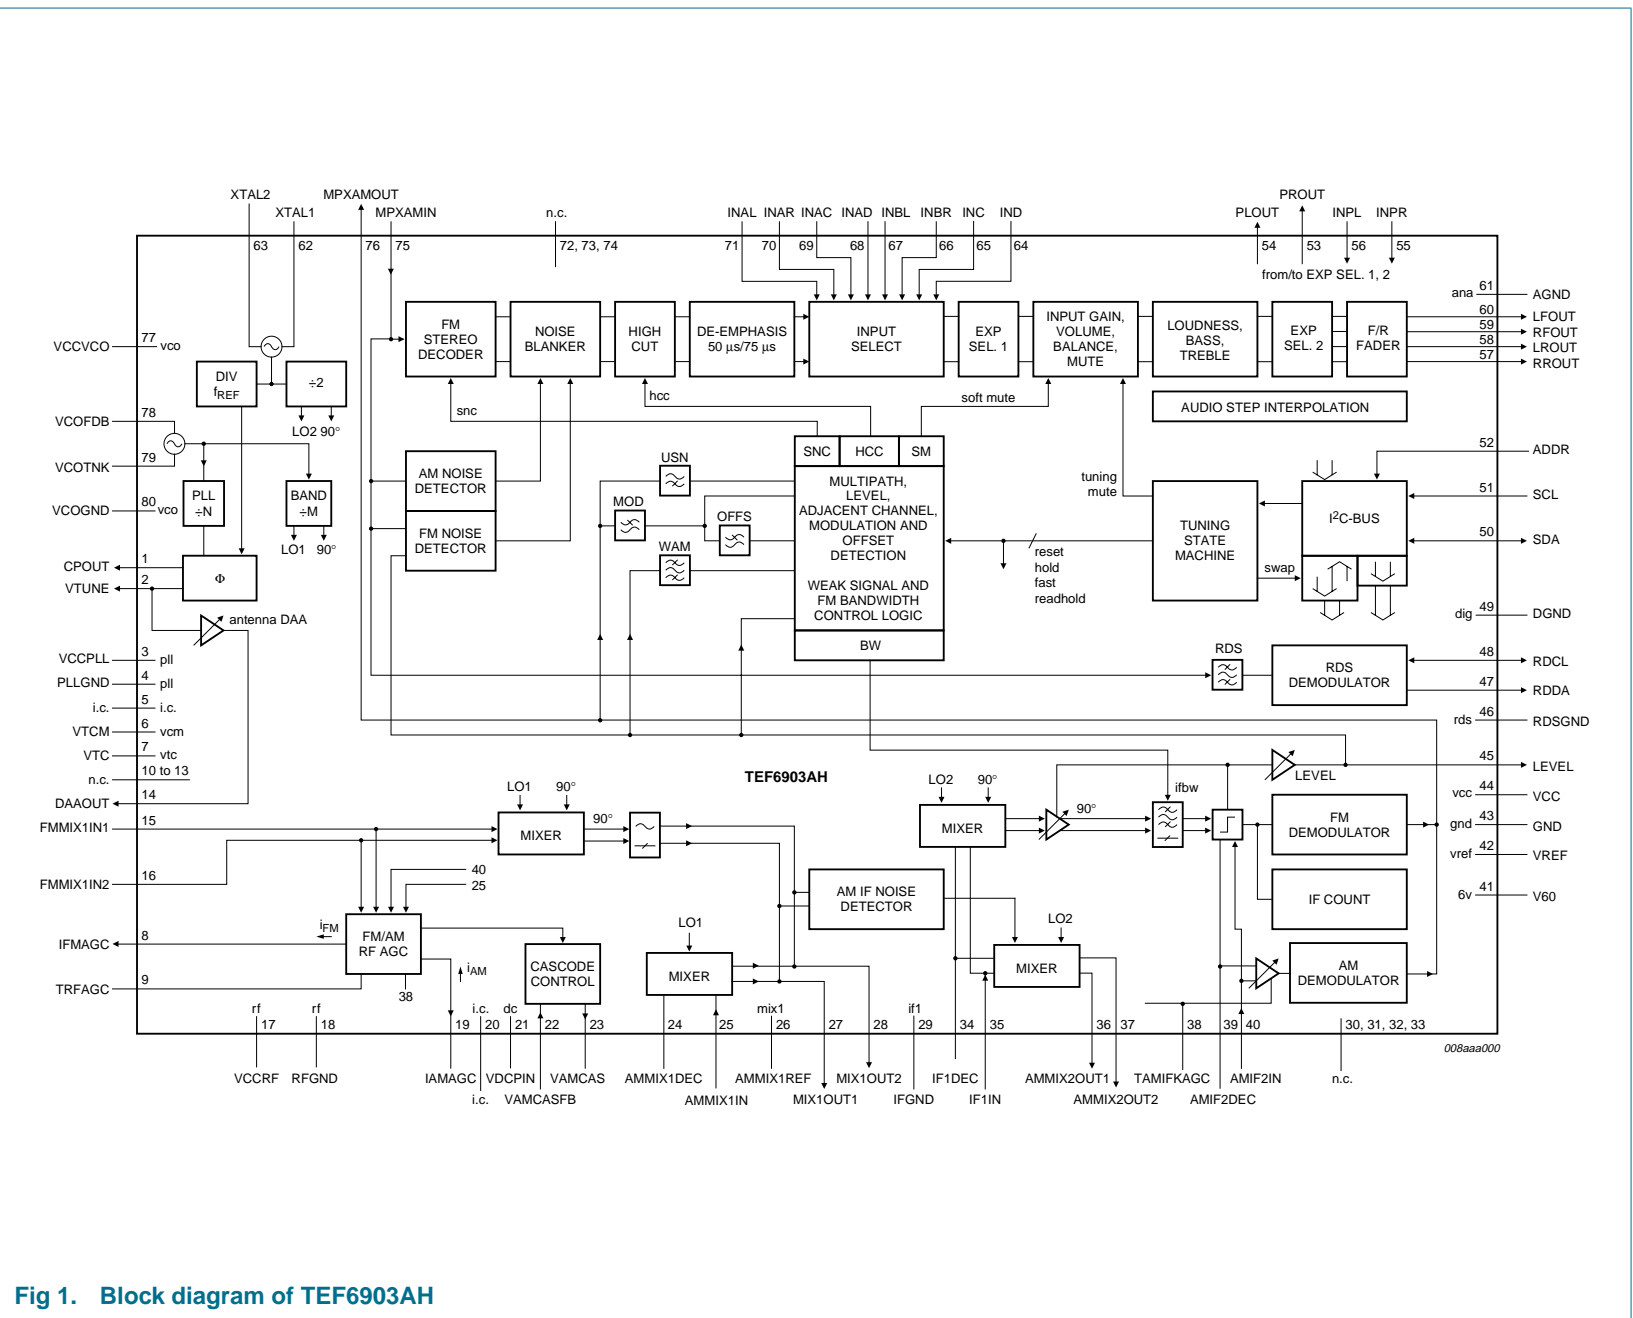 XTAL2
MPXAMOUT
PROUT
XTAL1
MPXAMIN
n.c.
INAL
INAR
INAC
INAD
INBL
INBR
INC
IND
PLOUT
INPL
INPR
63
62
76
75
72, 73, 74
71
70
69
68
67
66
65
64
54
53
56
55
from/to EXP SEL. 1, 2
VCCVCO
77
vco
VCOFDB
78
VCOTNK
79
VCOGND
80
vco
CPOUT
1
VTUNE
2
VCCPLL
3
pll
PLLGND
4
pll
i.c.
5
i.c.
VTCM
6
vcm
VTC
7
vtc
n.c.
10 to 13
DAAOUT
14
FMMIX1IN1
15
FMMIX1IN2
16
IFMAGC
8
TRFAGC
9
DIV
fREF
÷2
LO2 90°
PLL
÷N
BAND
÷M
LO1 90°
Φ
antenna DAA
FM
STEREO
DECODER
NOISE
BLANKER
HIGH
CUT
DE-EMPHASIS
50 μs/75 μs
INPUT
SELECT
EXP
SEL. 1
INPUT GAIN,
VOLUME,
BALANCE,
MUTE
LOUDNESS,
BASS,
TREBLE
EXP
SEL. 2
F/R
FADER
AUDIO STEP INTERPOLATION
snc
hcc
soft mute
AM NOISE
DETECTOR
FM NOISE
DETECTOR
USN
MOD
OFFS
WAM
SNC
HCC
SM
MULTIPATH,
LEVEL,
ADJACENT CHANNEL,
MODULATION AND
OFFSET
DETECTION
WEAK SIGNAL AND
FM BANDWIDTH
CONTROL LOGIC
BW
tuning
mute
reset
hold
fast
readhold
TUNING
STATE
MACHINE
swap
I2C-BUS
RDS
RDS
DEMODULATOR
ana
61
AGND
60
LFOUT
59
RFOUT
58
LROUT
57
RROUT
52
ADDR
51
SCL
50
SDA
dig
49
DGND
48
RDCL
47
RDDA
rds
46
RDSGND
45
LEVEL
vcc
44
VCC
gnd
43
GND
vref
42
VREF
6v
41
V60
TEF6903AH
LO1
90°
MIXER
90°
40
25
iFM
FM/AM
RF AGC
iAM
38
CASCODE
CONTROL
LO1
MIXER
AM IF NOISE
DETECTOR
LO2
90°
MIXER
90°
ifbw
LEVEL
LO2
MIXER
FM
DEMODULATOR
IF COUNT
AM
DEMODULATOR
rf
17
rf
18
19
i.c.
20
dc
21
22
23
24
25
mix1
26
27
28
if1
29
34
35
36
37
38
39
40
30, 31, 32, 33
008aaa000
VCCRF
RFGND
IAMAGC
VDCPIN
VAMCAS
AMMIX1DEC
AMMIX1REF
MIX1OUT2
IF1DEC
AMMIX2OUT1
TAMIFKAGC
AMIF2IN
n.c.
i.c.
VAMCASFB
AMMIX1IN
MIX1OUT1
IFGND
IF1IN
AMMIX2OUT2
AMIF2DEC
Fig 1. Block diagram of TEF6903AH